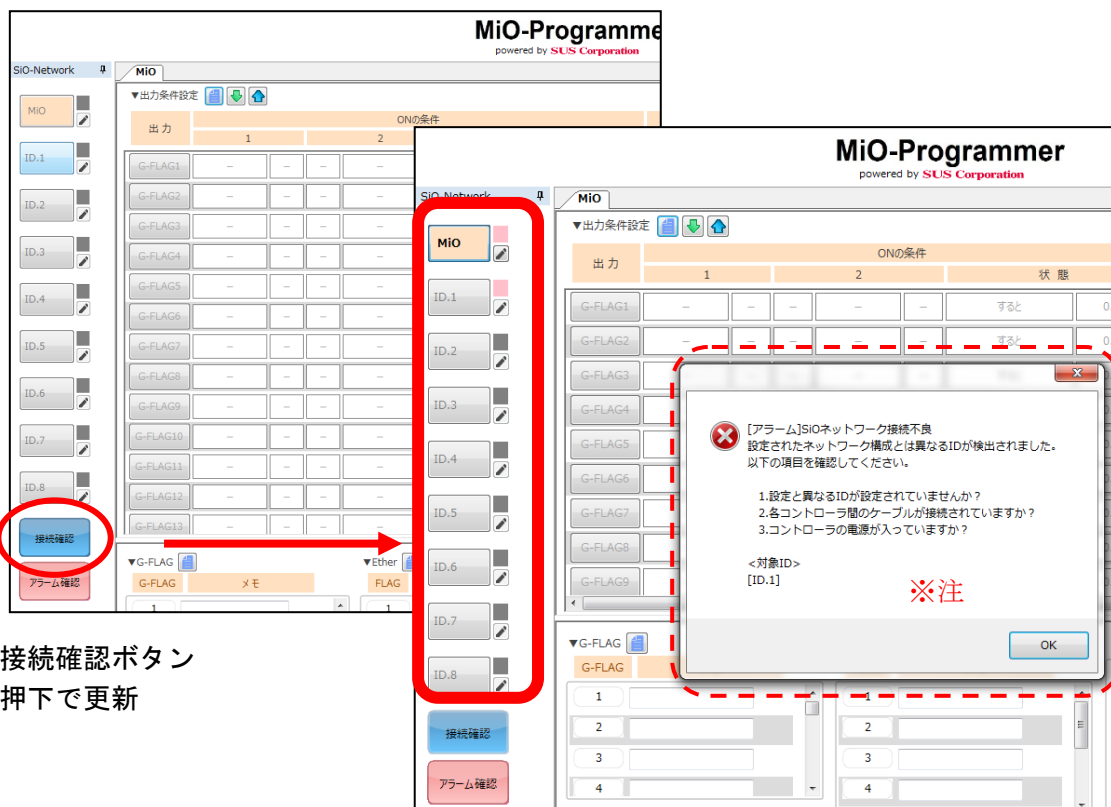 MiO-Programme
powered by SUS Corporation
SiO-Network
MiO
▼出力条件設定
出力
ONの条件
1
2
MiO
ID.1
ID.2
ID.3
ID.4
ID.5
ID.6
ID.7
ID.8
接続確認
アラーム確認
G-FLAG1 － － － －
G-FLAG2 － － － －
G-FLAG3 － － － －
G-FLAG4 － － － －
G-FLAG5 － － － －
G-FLAG6 － － － －
G-FLAG7 － － － －
G-FLAG8 － － － －
G-FLAG9 － － － －
G-FLAG10 － － － －
G-FLAG11 － － － －
G-FLAG12 － － － －
G-FLAG13 － － － －
▼G-FLAG
▼Ether
G-FLAG メモ
FLAG
1
1
接続確認ボタン
押下で更新
MiO-Programmer
powered by SUS Corporation
SiO-Network
MiO
▼出力条件設定
出力
ONの条件
1
2
状態
MiO
ID.1
ID.2
ID.3
ID.4
ID.5
ID.6
ID.7
ID.8
接続確認
アラーム確認
G-FLAG1 － － － － － すると 0.
G-FLAG2 － － － － － すると 0.
G-FLAG3
G-FLAG4
G-FLAG5
G-FLAG6
G-FLAG7
G-FLAG8
G-FLAG9
[アラーム]SiOネットワーク接続不良
設定されたネットワーク構成とは異なるIDが検出されました。
以下の項目を確認してください。
1.設定と異なるIDが設定されていませんか？
2.各コントローラ間のケーブルが接続されていますか？
3.コントローラの電源が入っていますか？
<対象ID>
[ID.1]
※注
OK
▼G-FLAG
G-FLAG
1
2
3
4
1
2
3
4